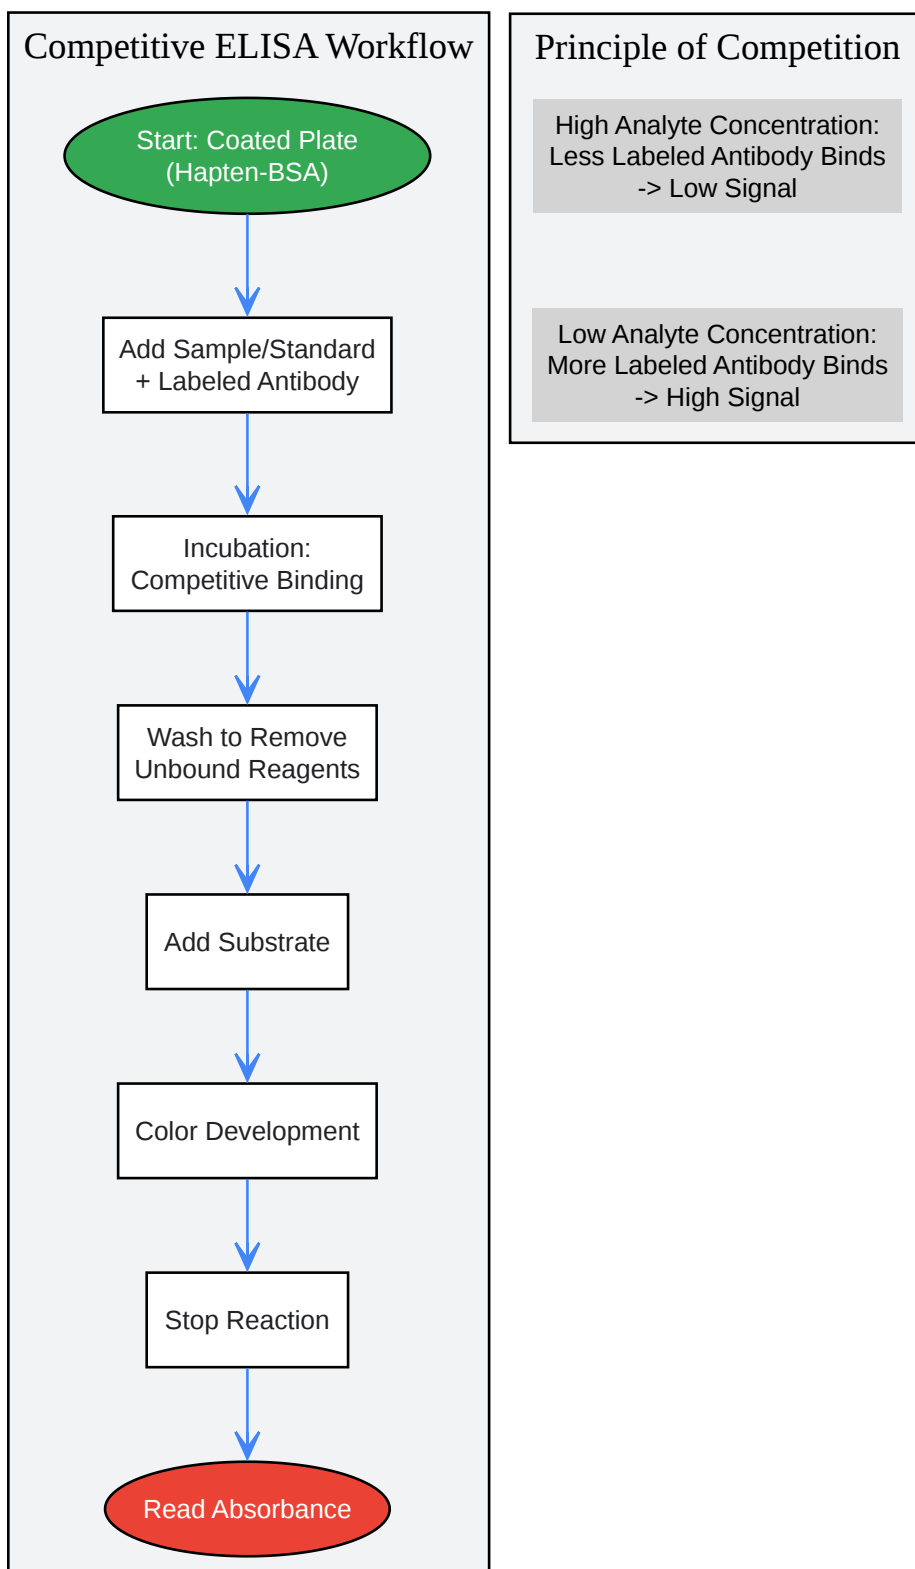 Competitive ELISA Workflow
Start: Coated Plate
(Hapten-BSA)
Add Sample/Standard
+ Labeled Antibody
Incubation:
Competitive Binding
Wash to Remove
Unbound Reagents
Add Substrate
Color Development
Stop Reaction
Read Absorbance
Principle of Competition
High Analyte Concentration:
Less Labeled Antibody Binds
-> Low Signal
Low Analyte Concentration:
More Labeled Antibody Binds
-> High Signal